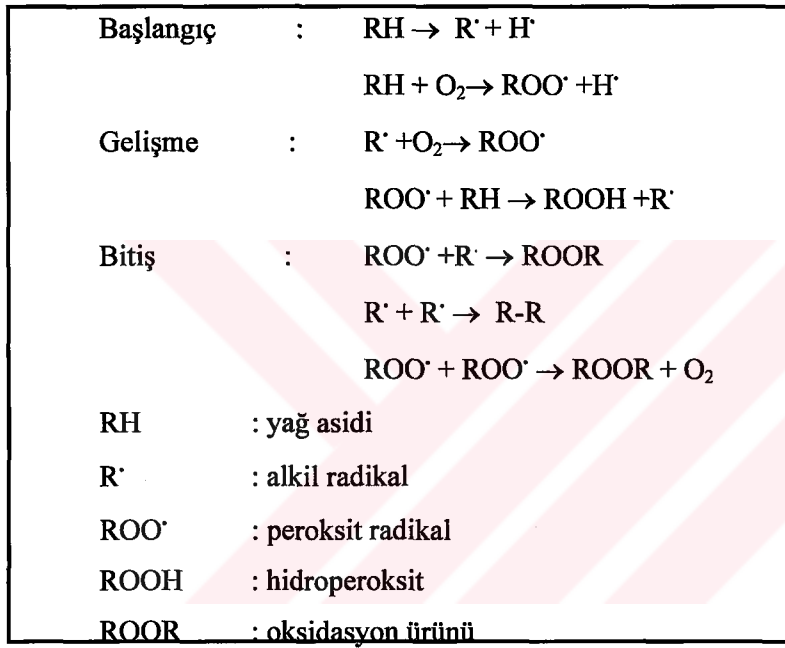 Başlangıç : RH → R˙ + H˙
RH + O₂→ ROO˙ +H˙
Gelişme : R˙ +O₂→ ROO˙
ROO˙ + RH → ROOH +R˙
Bitiş : ROO˙ +R˙ → ROOR
R˙ + R˙ → R-R
ROO˙ + ROO˙ → ROOR + O₂
RH : yağ asidi
R˙ : alkil radikal
ROO˙ : peroksit radikal
ROOH : hidroperoksit
ROOR : oksidasyon ürünü